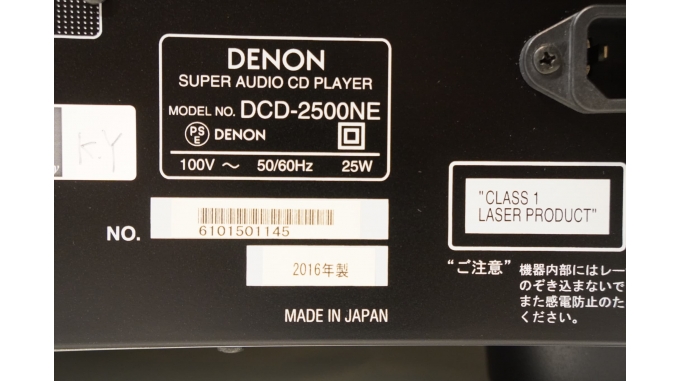 DENON
SUPER AUDIO CD PLAYER
MODEL NO. DCD-2500NE
PS E DENON
100V ～ 50/60Hz 25W
K.Y
NO.
6101501145
2016年製
MADE IN JAPAN
"CLASS 1
LASER PRODUCT"
“ご注意” 機器内部にはレー
のぞき込まないで
また感電防止のた
ください。